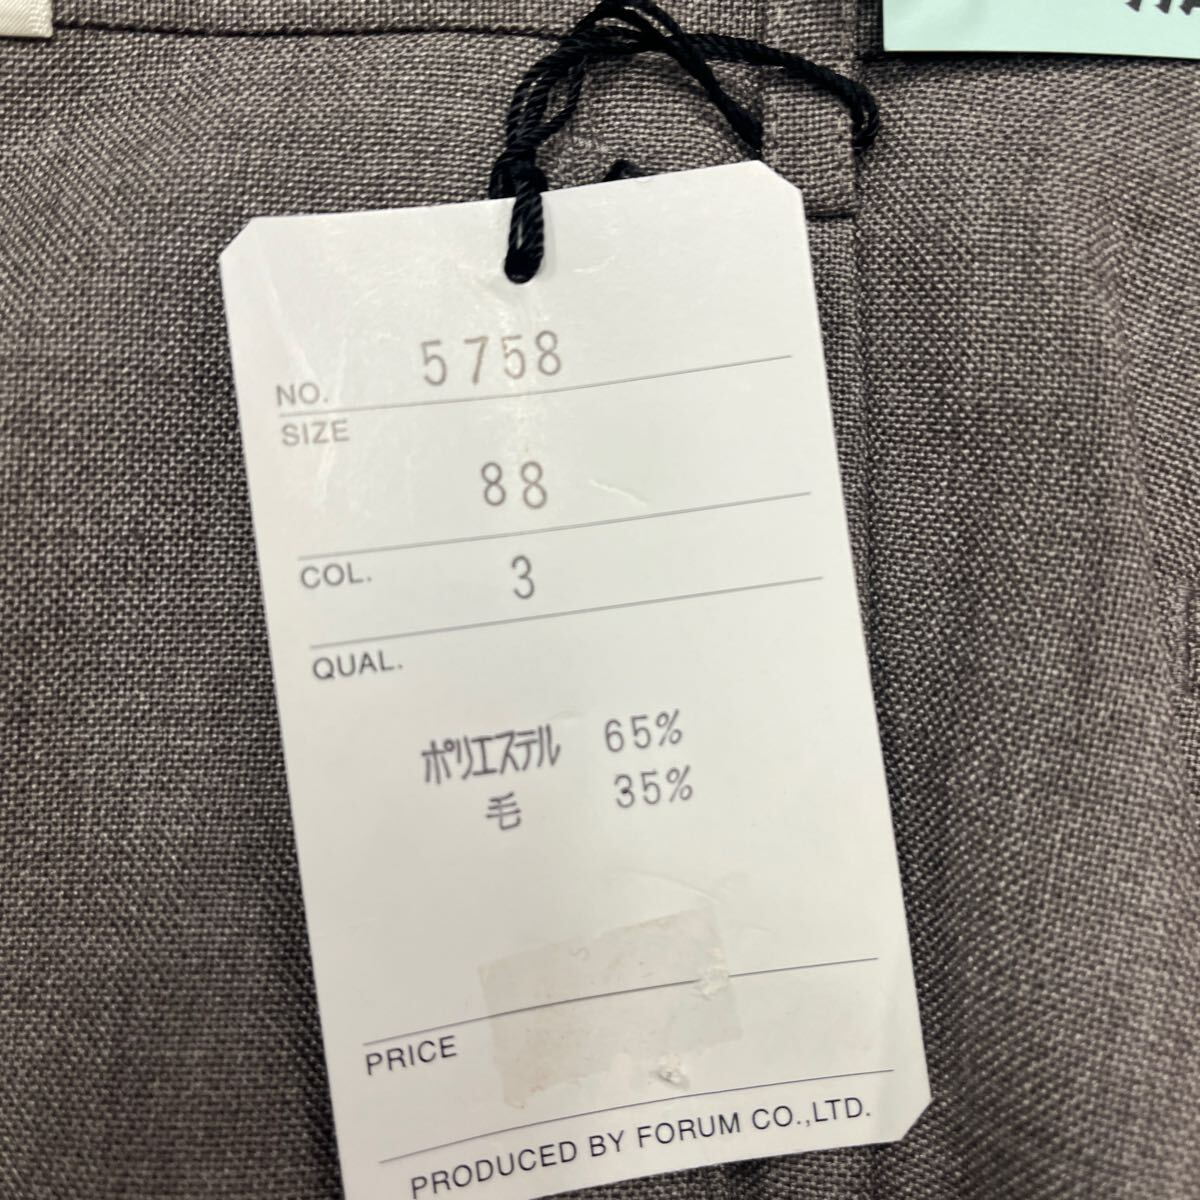 NO. 5758
SIZE
88
COL. 3
QUAL.
ポリエステル 65%
毛 35%
PRICE
PRODUCED BY FORUM CO.,LTD.